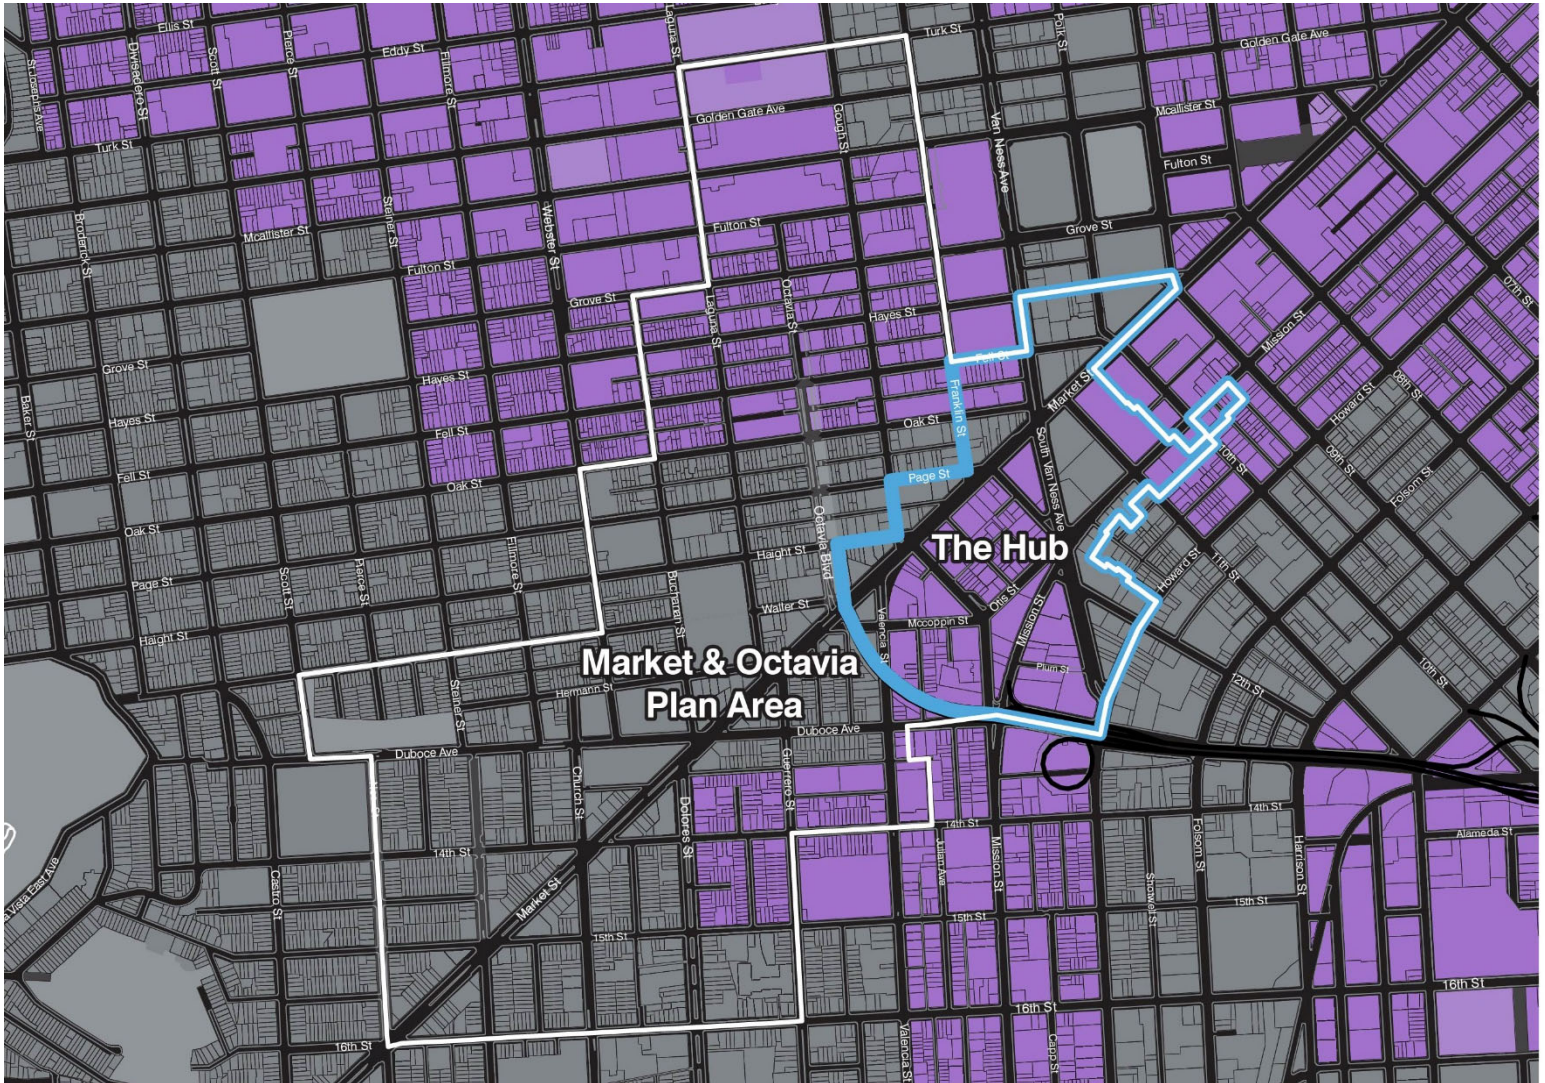 Ellis St
Laguna St
Divisadero St
Scott St
Pierce St
Eddy St
Fillmore St
Turk St
Polk St
Golden Gate Ave
St Josephs Ave
Golden Gate Ave
Gough St
Van Ness Ave
Mcallister St
Turk St
Fulton St
Broderick St
Steiner St
Webster St
Mcallister St
Fulton St
Grove St
07th St
Fulton St
Grove St
Laguna St
Octavia St
Hayes St
Mission St
Grove St
Fell St
Baker St
Hayes St
Hayes St
Franklin St
Market St
Howard St
08th St
Fell St
Oak St
Fell St
Oak St
South Van Ness Ave
10th St
09th St
Folsom St
Page St
Oak St
Octavia Blvd
The Hub
Haight St
Fillmore St
11th St
Howard St
Page St
Scott St
Pierce St
Buchanan St
Waller St
Valencia St
Otis St
Mission St
Mccoppin St
Haight St
Market & Octavia
Plan Area
Plum St
10th St
12th St
Hermann St
Steiner St
Duboce Ave
Duboce Ave
Guerrero St
Church St
Dolores St
14th St
14th St
Folsom St
Harrison St
Alameda St
14th St
Market St
Castro St
Julian Ave
Mission St
Shotwell St
15th St
15th St
15th St
16th St
16th St
16th St
Valencia St
Capp St